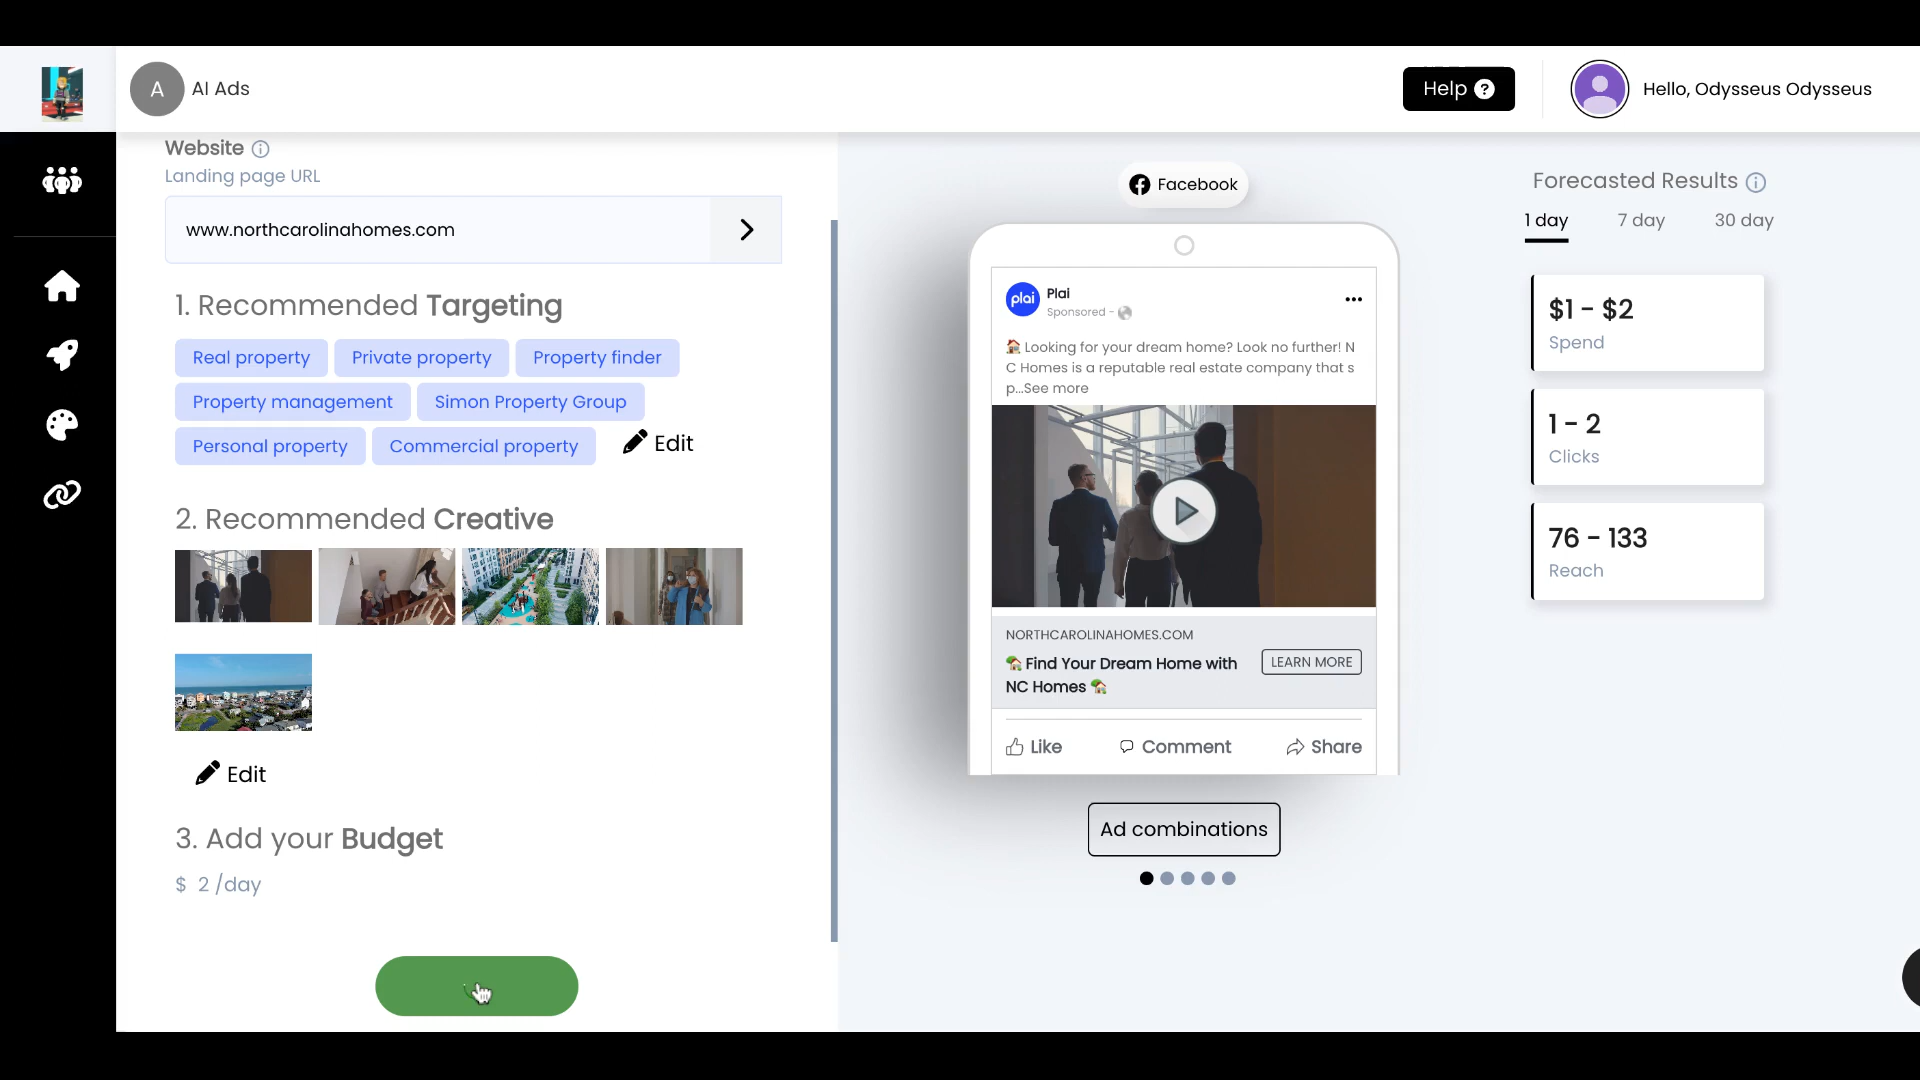 A AI Ads
Help ?
Hello, Odysseus Odysseus
Website
Landing page URL
www.northcarolinahomes.com
1. Recommended Targeting
Real property Private property Property finder
Property management Simon Property Group
Personal property Commercial property Edit
2. Recommended Creative
Edit
3. Add your Budget
$ 2 /day
Facebook
plai Plai
Sponsored -
Looking for your dream home? Look no further! N
C Homes is a reputable real estate company that s
p...See more
NORTHCAROLINAHOMES.COM
Find Your Dream Home with
NC Homes
LEARN MORE
Like Comment Share
Ad combinations
Forecasted Results
1 day 7 day 30 day
$1 - $2
Spend
1 - 2
Clicks
76 - 133
Reach